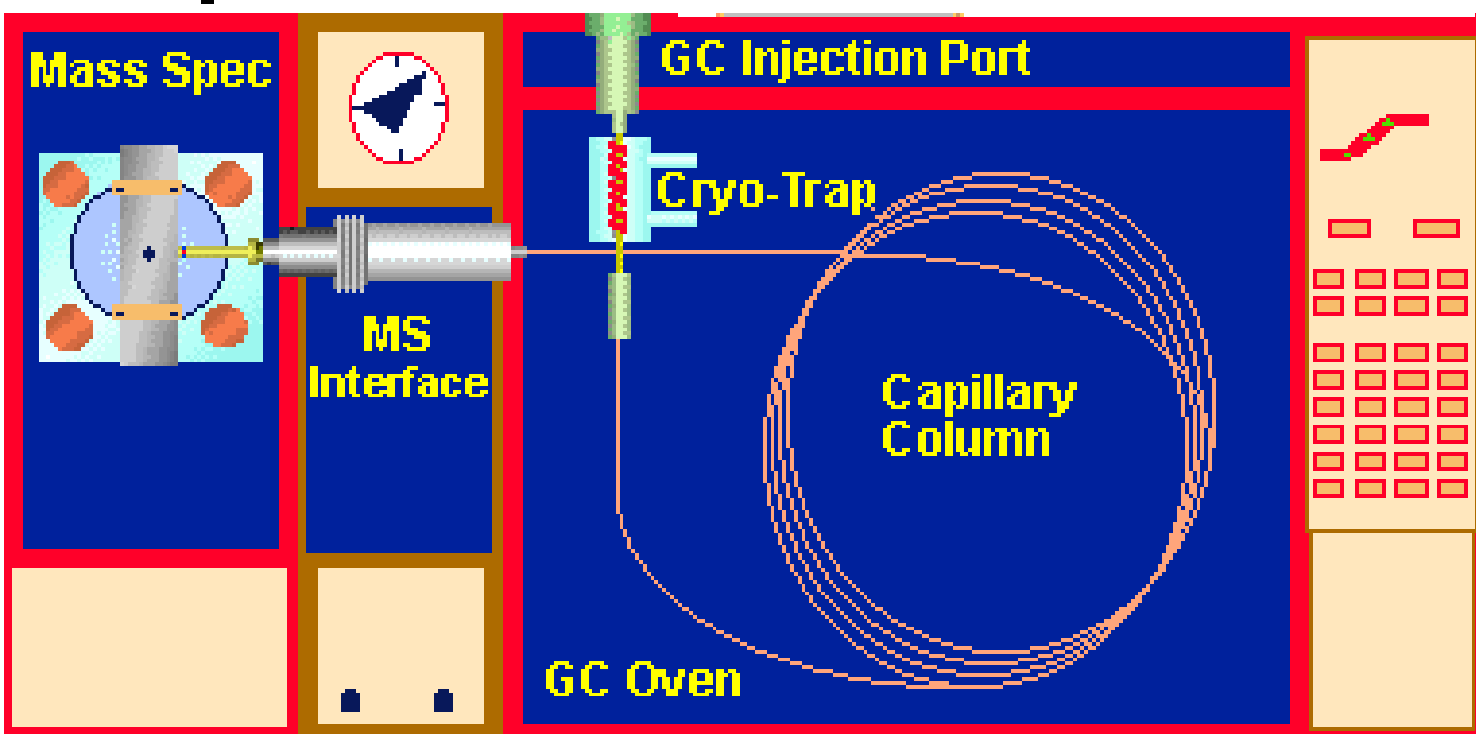 Mass Spec
GC Injection Port
Cryo-Trap
MS
Interface
Capillary
Column
GC Oven